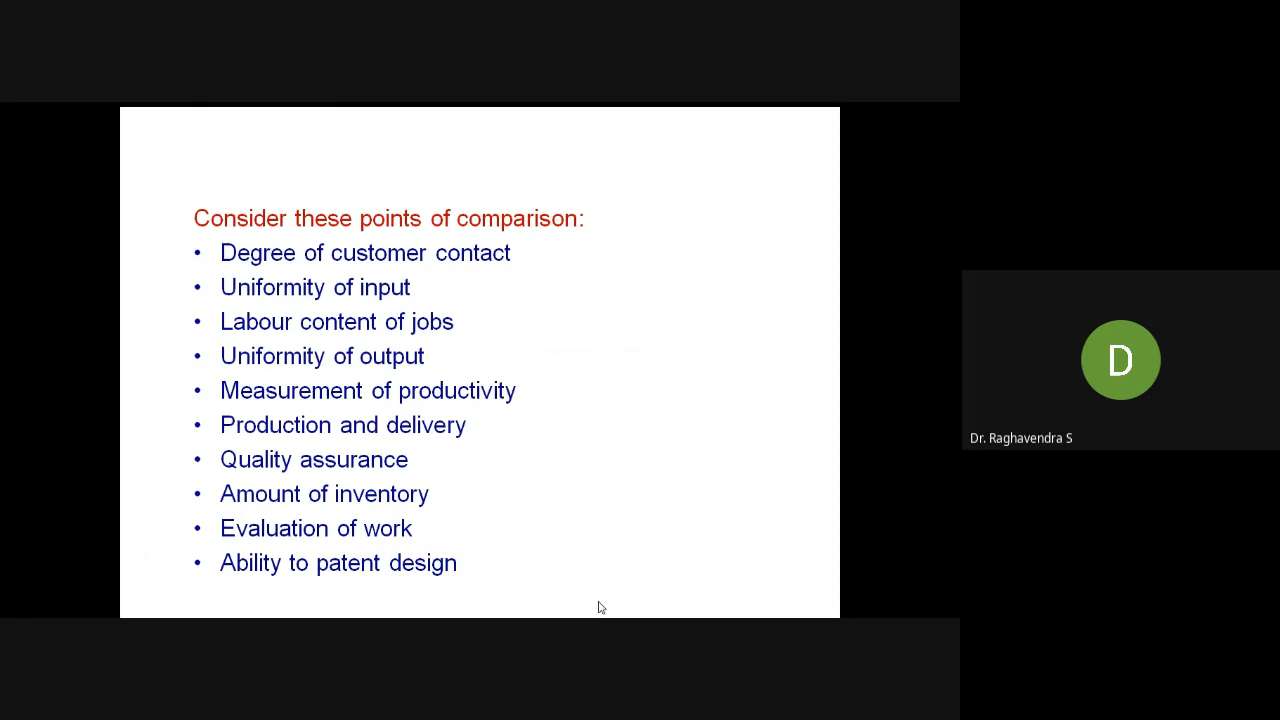 Consider these points of comparison:
• Degree of customer contact
• Uniformity of input
• Labour content of jobs
• Uniformity of output
• Measurement of productivity
• Production and delivery
• Quality assurance
• Amount of inventory
• Evaluation of work
• Ability to patent design
D
Dr. Raghavendra S